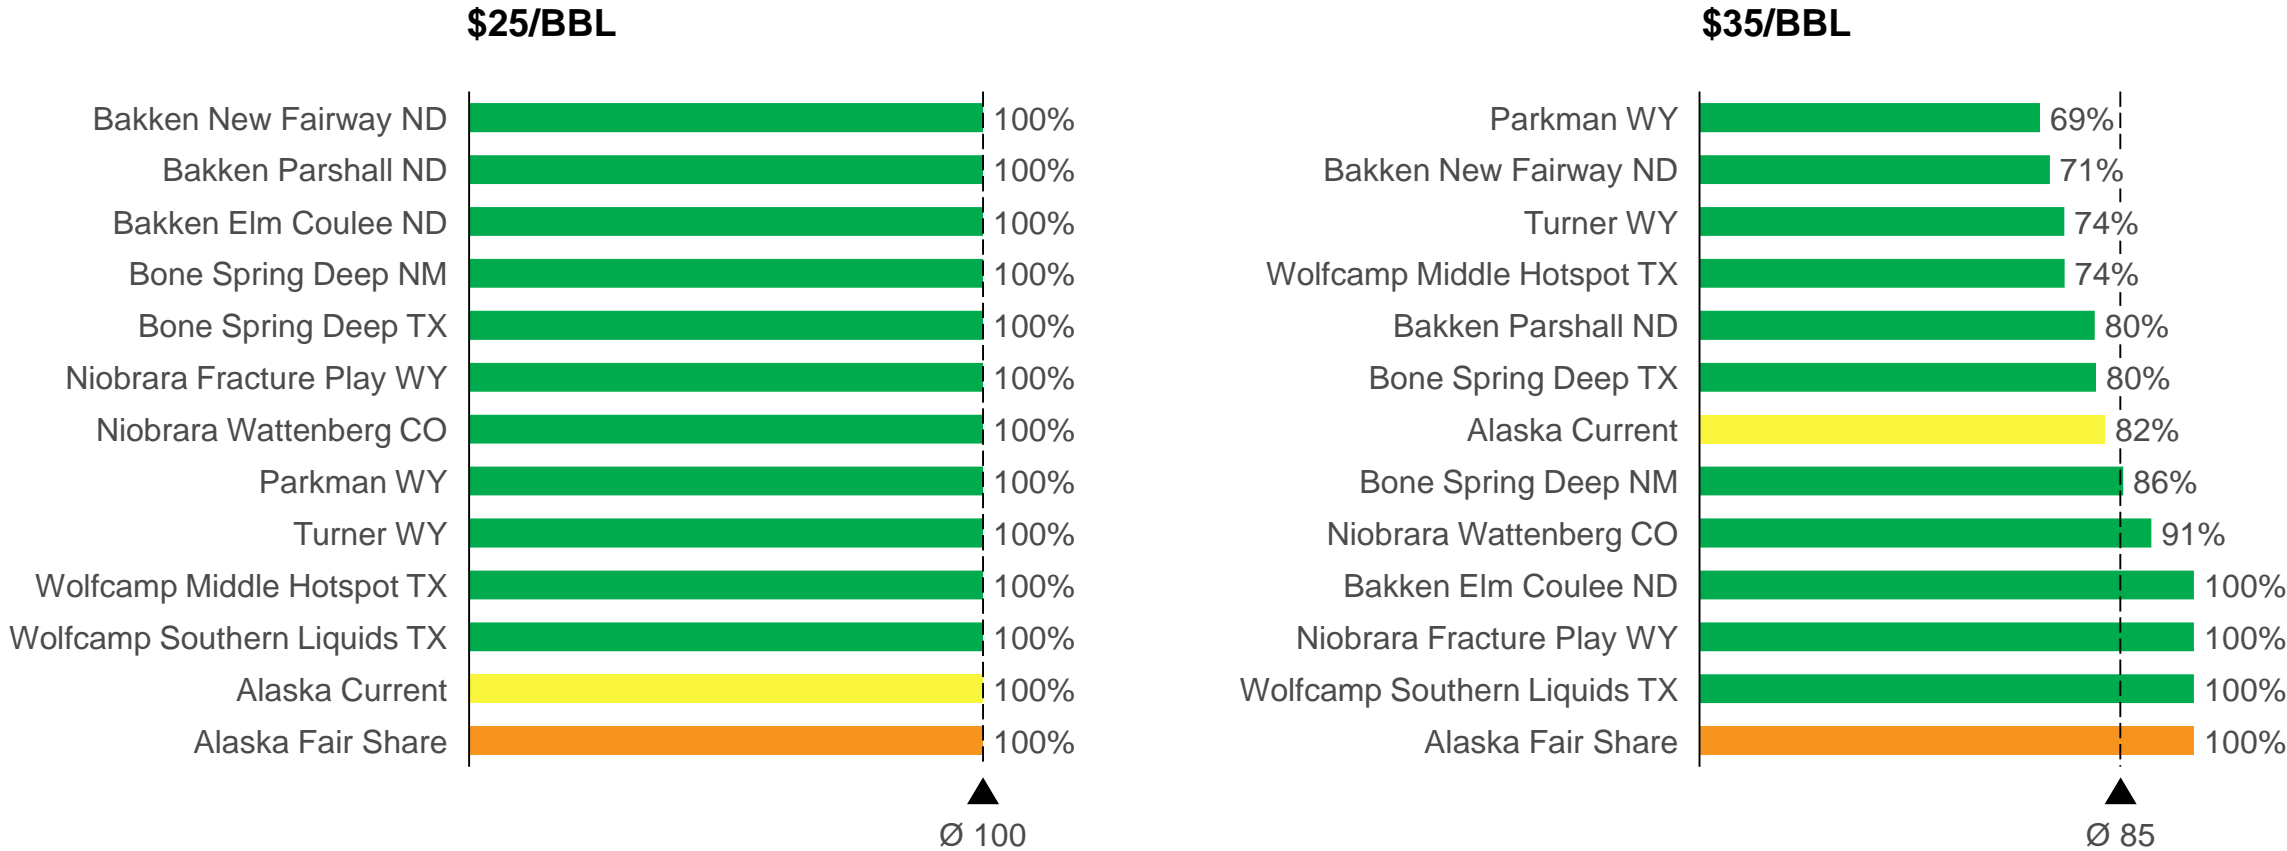 $25/BBL
Bakken New Fairway ND 100%
Bakken Parshall ND 100%
Bakken Elm Coulee ND 100%
Bone Spring Deep NM 100%
Bone Spring Deep TX 100%
Niobrara Fracture Play WY 100%
Niobrara Wattenberg CO 100%
Parkman WY 100%
Turner WY 100%
Wolfcamp Middle Hotspot TX 100%
Wolfcamp Southern Liquids TX 100%
Alaska Current 100%
Alaska Fair Share 100%
Ø 100
$35/BBL
Parkman WY 69%
Bakken New Fairway ND 71%
Turner WY 74%
Wolfcamp Middle Hotspot TX 74%
Bakken Parshall ND 80%
Bone Spring Deep TX 80%
Alaska Current 82%
Bone Spring Deep NM 86%
Niobrara Wattenberg CO 91%
Bakken Elm Coulee ND 100%
Niobrara Fracture Play WY 100%
Wolfcamp Southern Liquids TX 100%
Alaska Fair Share 100%
Ø 85